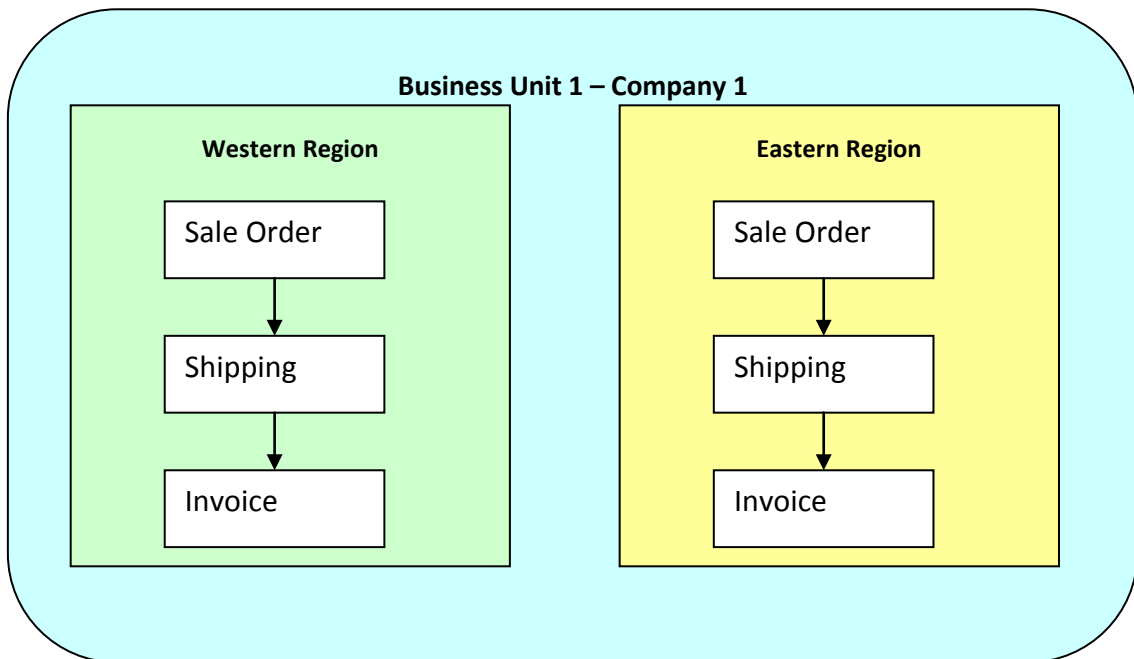 Business Unit 1 – Company 1
Western Region
Sale Order
Shipping
Invoice
Eastern Region
Sale Order
Shipping
Invoice